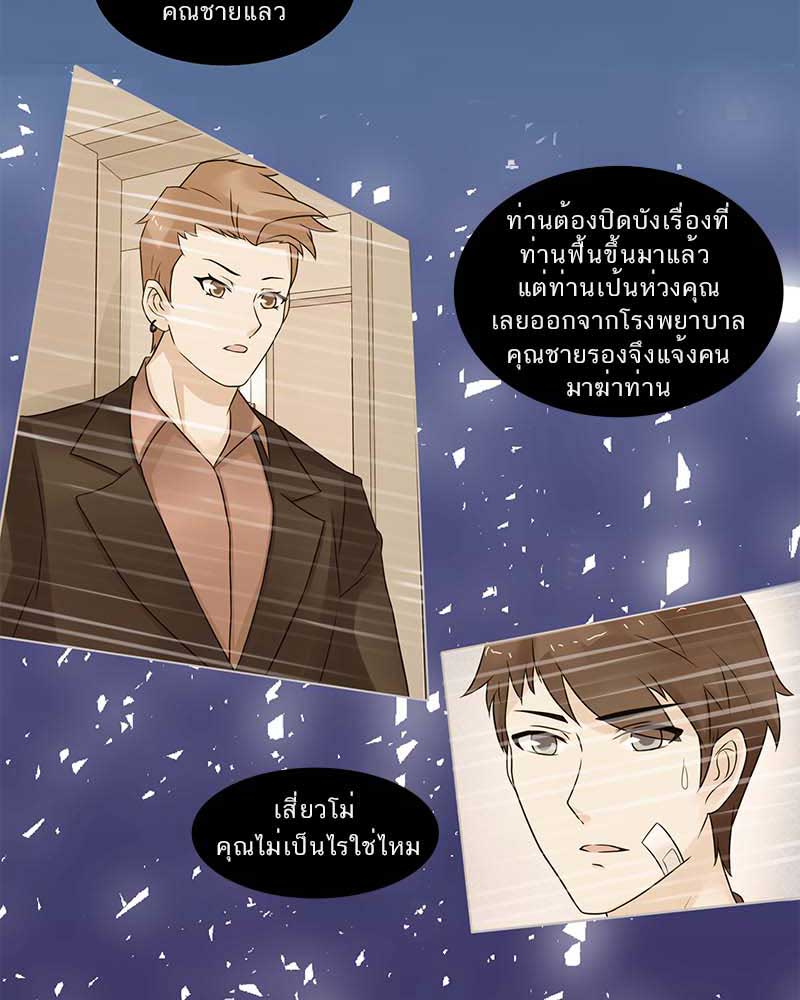 คุณชายแล้ว
ท่านต้องปิดบังเรื่องที่
ท่านฟื้นขึ้นมาแล้ว
แต่ท่านเป็นห่วงคุณ
เลยออกจากโรงพยาบาล
คุณชายรองจึงแจ้งคน
มาฆ่าท่าน
เสี่ยวโม่
คุณไม่เป็นไรใช่ไหม